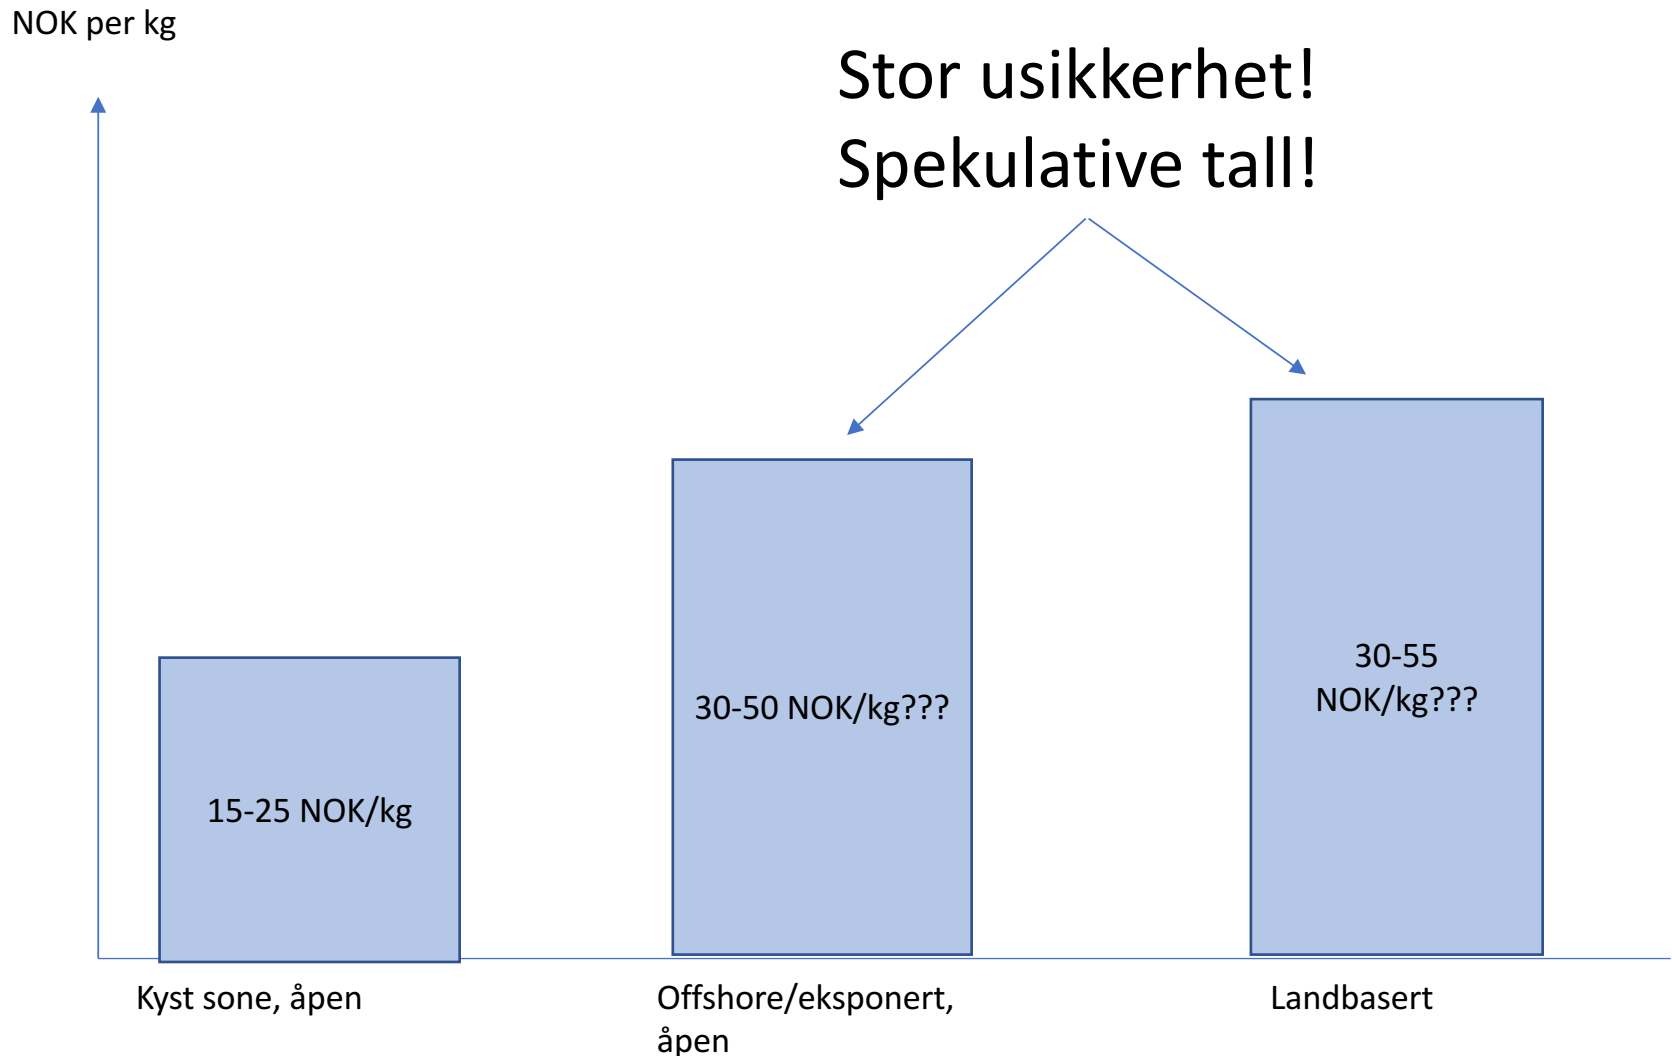 NOK per kg
Stor usikkerhet!
Spekulative tall!
15-25 NOK/kg
30-50 NOK/kg???
30-55
NOK/kg???
Kyst sone, åpen
Offshore/eksponert,
åpen
Landbasert